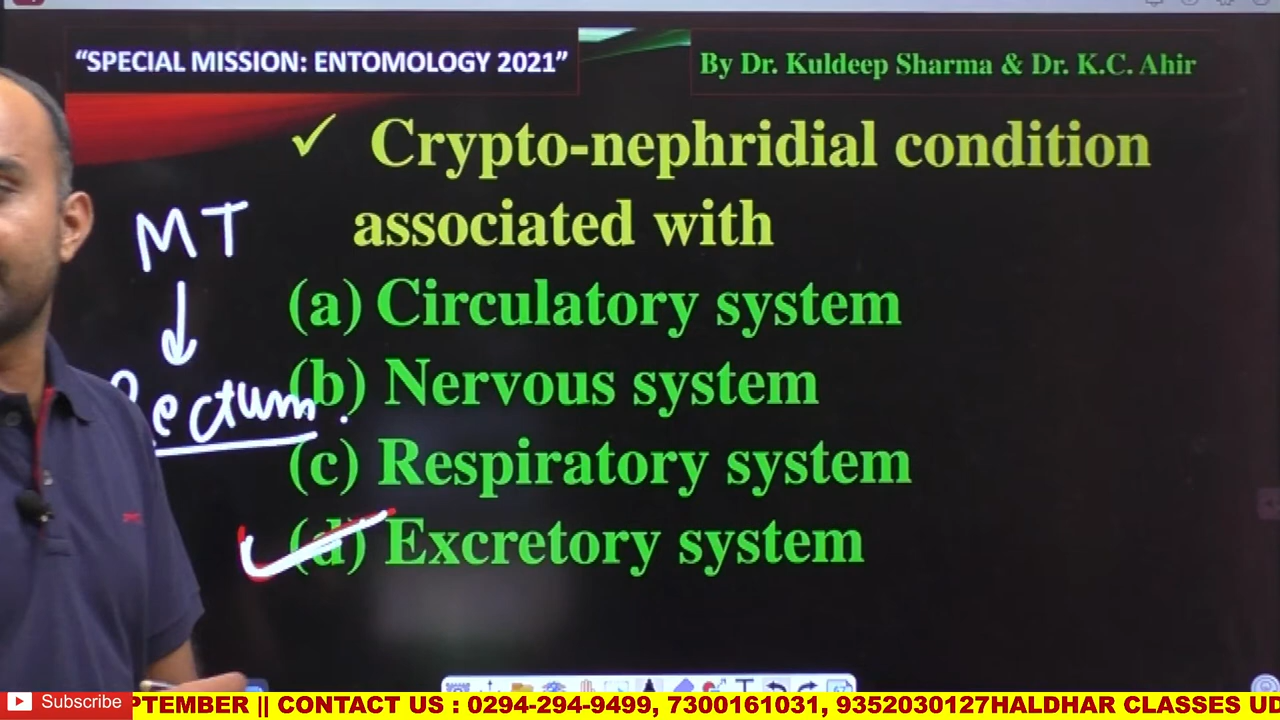 “SPECIAL MISSION: ENTOMOLOGY 2021”
By Dr. Kuldeep Sharma & Dr. K.C. Ahir
✓ Crypto-nephridial condition
associated with
MT
↓
Rectum.
(a) Circulatory system
(b) Nervous system
(c) Respiratory system
(d) Excretory system
Subscribe
PTEMBER || CONTACT US : 0294-294-9499, 7300161031, 9352030127HALDHAR CLASSES UD